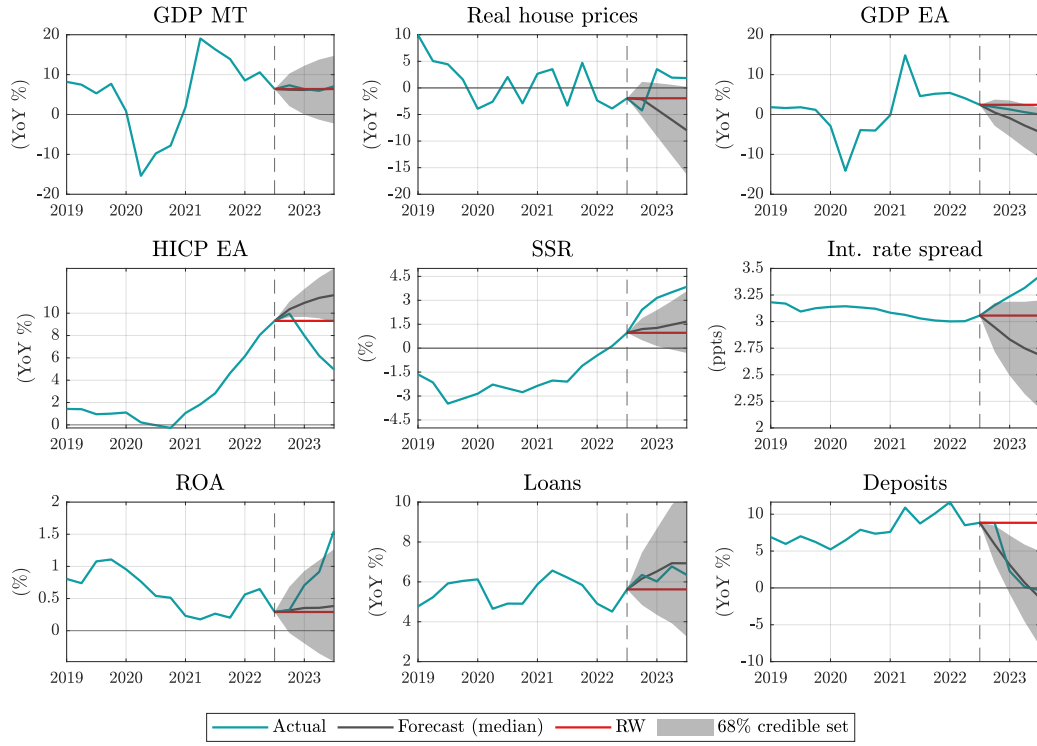 GDP MT
Real house prices
GDP EA
(YoY %)
20
10
0
-10
-20
2019 2020 2021 2022 2023
(YoY %)
10
5
0
-5
-10
-15
-20
2019 2020 2021 2022 2023
(YoY %)
20
10
0
-10
-20
2019 2020 2021 2022 2023
HICP EA
SSR
Int. rate spread
(YoY %)
10
8
6
4
2
0
2019 2020 2021 2022 2023
(%)
4.5
3
1.5
0
-1.5
-3
-4.5
2019 2020 2021 2022 2023
(ppts)
3.5
3.25
3
2.75
2.5
2.25
2
2019 2020 2021 2022 2023
ROA
Loans
Deposits
(%)
2
1.5
1
0.5
0
2019 2020 2021 2022 2023
(YoY %)
10
8
6
4
2
2019 2020 2021 2022 2023
(YoY %)
10
5
0
-5
-10
2019 2020 2021 2022 2023
Actual Forecast (median) RW 68% credible set